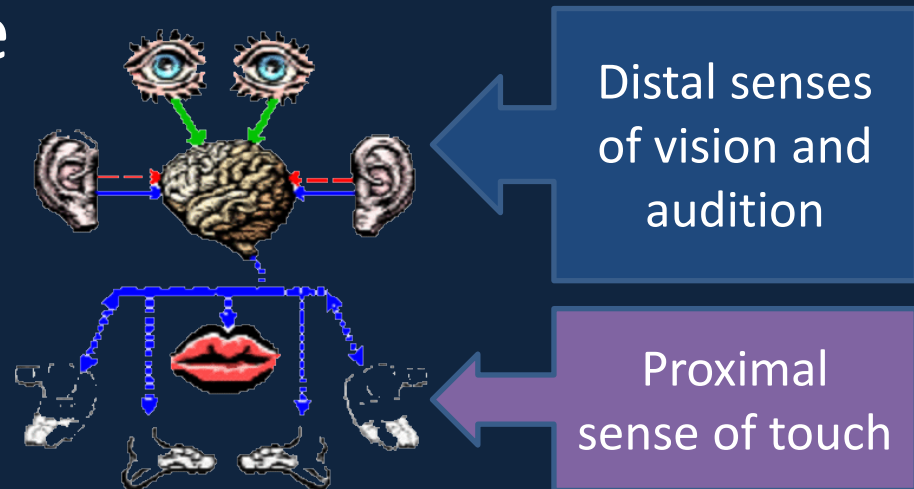 e
Distal senses
of vision and
audition
Proximal
sense of touch